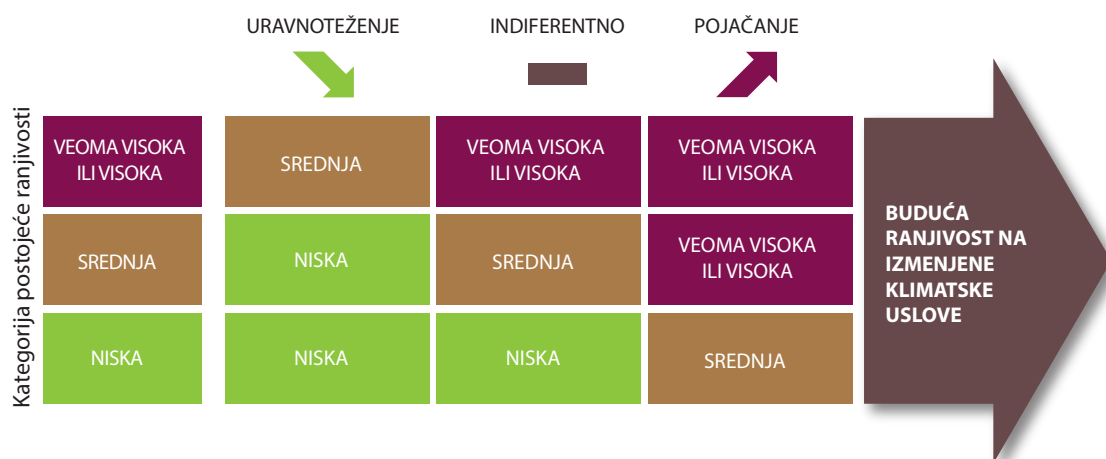 URAVNOTEŽENJE
INDIFERENTNO
POJAČANJE
Kategorija postojeće ranjivosti
VEOMA VISOKA
ILI VISOKA
SREDNJA
VEOMA VISOKA
ILI VISOKA
VEOMA VISOKA
ILI VISOKA
SREDNJA
NISKA
SREDNJA
VEOMA VISOKA
ILI VISOKA
NISKA
NISKA
NISKA
SREDNJA
BUDUĆA
RANJIVOST NA
IZMENJENE
KLIMATSKE
USLOVE